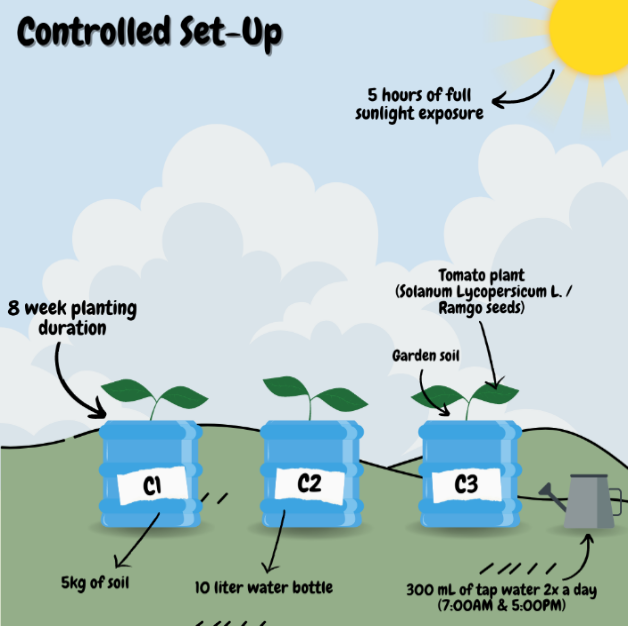 Controlled Set-Up
5 hours of full
sunlight exposure
Tomato plant
(Solanum Lycopersicum L. /
Ramgo seeds)
8 week planting
duration
Garden soil
C1
C2
C3
5kg of soil
10 liter water bottle
300 mL of tap water 2x a day
(7:00AM & 5:00PM)